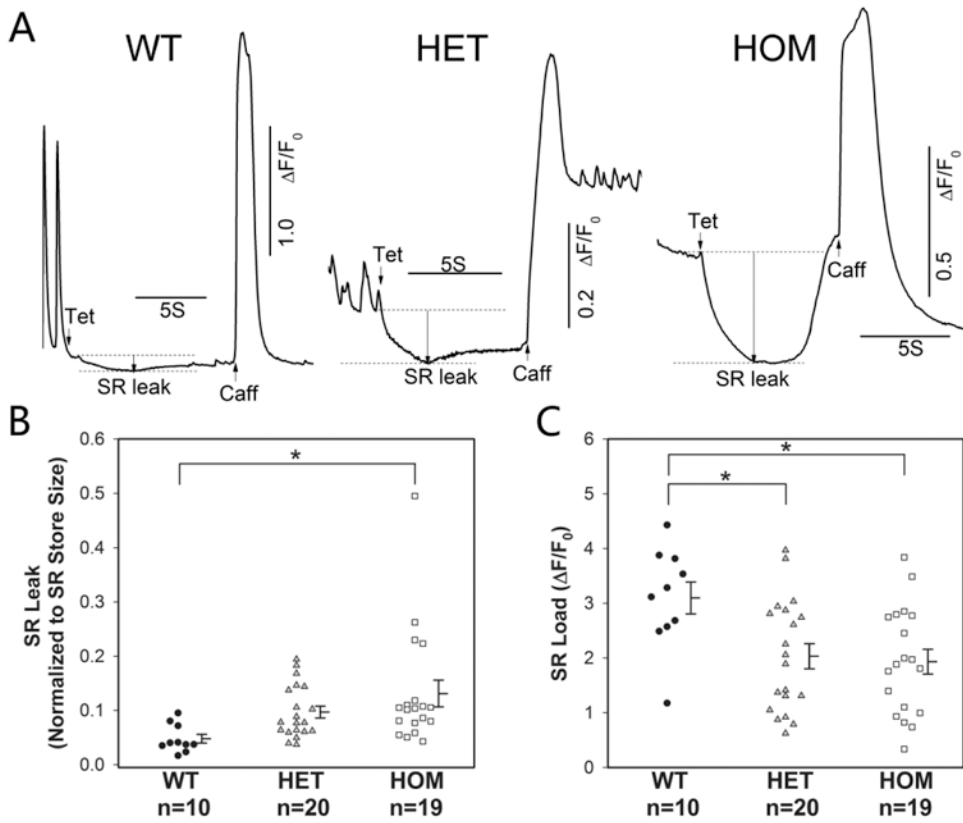 A
WT
HET
HOM
ΔF/F0
1.0
Tet
5S
SR leak
Caff
ΔF/F0
0.2
Tet
5S
SR leak
Caff
ΔF/F0
0.5
Tet
5S
SR leak
Caff
B
SR Leak
(Normalized to SR Store Size)
0.6
0.5
0.4
0.3
0.2
0.1
0.0
*
WT
HET
HOM
n=10
n=20
n=19
C
SR Load (ΔF/F0)
6
5
4
3
2
1
0
*
*
WT
HET
HOM
n=10
n=20
n=19